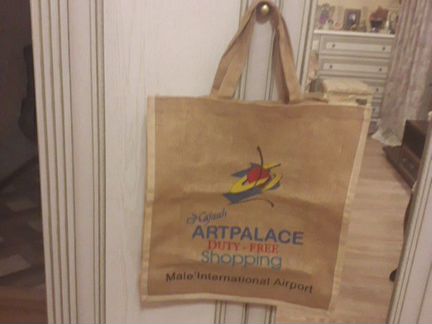 ARTPALACE
DUTY - FREE
Shopping
Male' International Airport